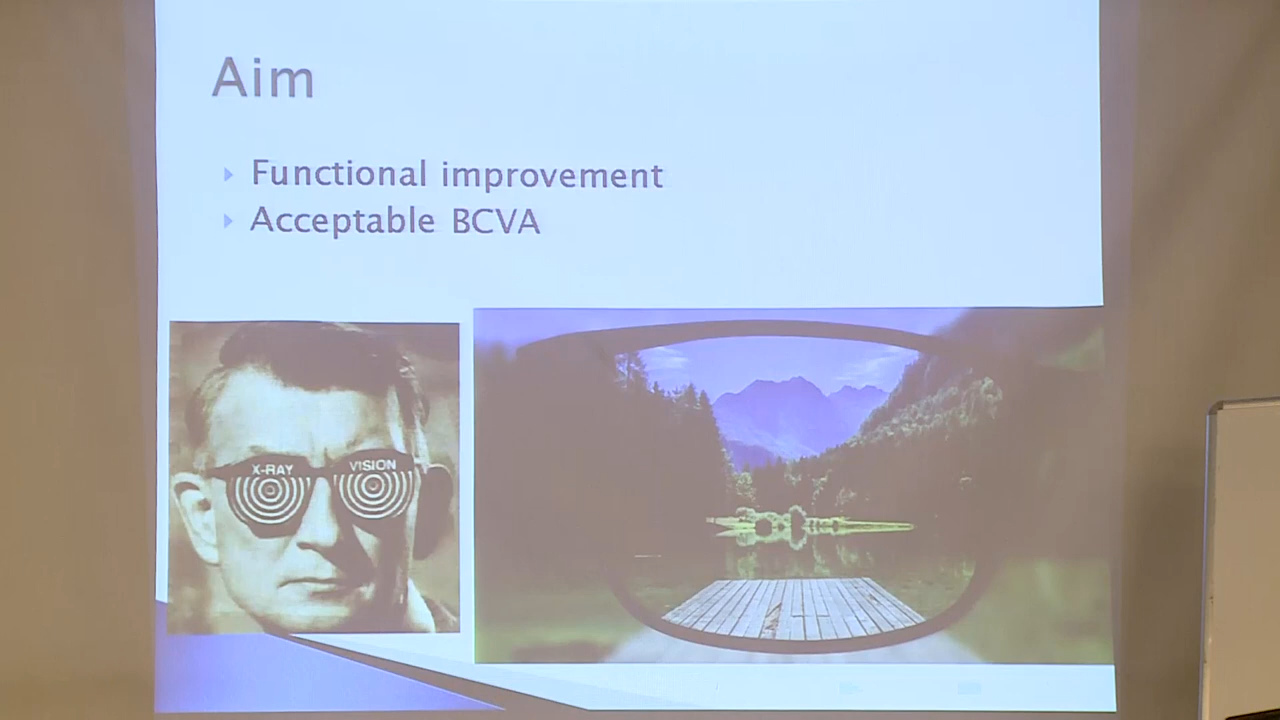 Aim
Functional improvement
Acceptable BCVA
X-RAY VISION